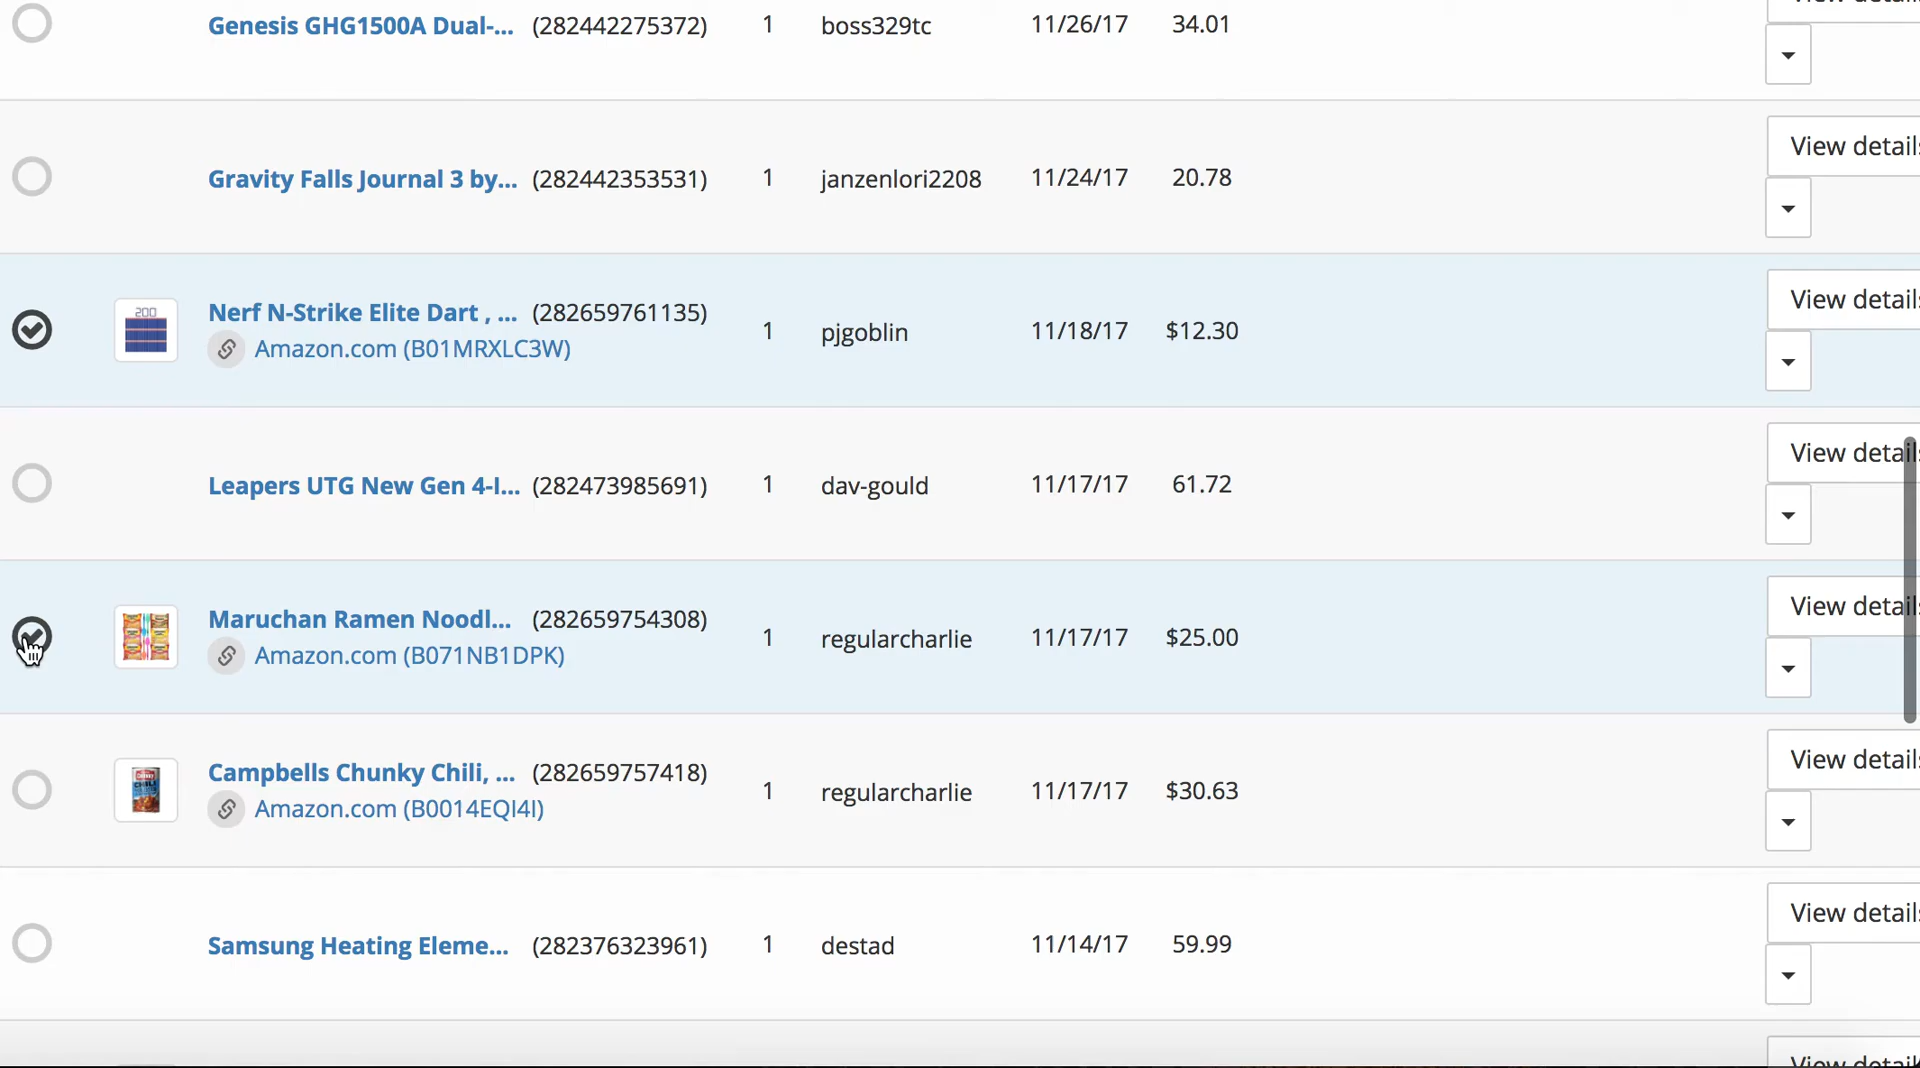 Genesis GHG1500A Dual-... (282442275372) 1 boss329tc 11/26/17 34.01
View details
Gravity Falls Journal 3 by... (282442353531) 1 janzenlori2208 11/24/17 20.78
View details
200
Nerf N-Strike Elite Dart , ... (282659761135) 1 pjgoblin 11/18/17 $12.30
Amazon.com (B01MRXLC3W)
View details
Leapers UTG New Gen 4-I... (282473985691) 1 dav-gould 11/17/17 61.72
View details
Maruchan Ramen Noodl... (282659754308) 1 regularcharlie 11/17/17 $25.00
Amazon.com (B071NB1DPK)
View details
Campbells Chunky Chili, ... (282659757418) 1 regularcharlie 11/17/17 $30.63
Amazon.com (B0014EQI4I)
View details
Samsung Heating Eleme... (282376323961) 1 destad 11/14/17 59.99
View details